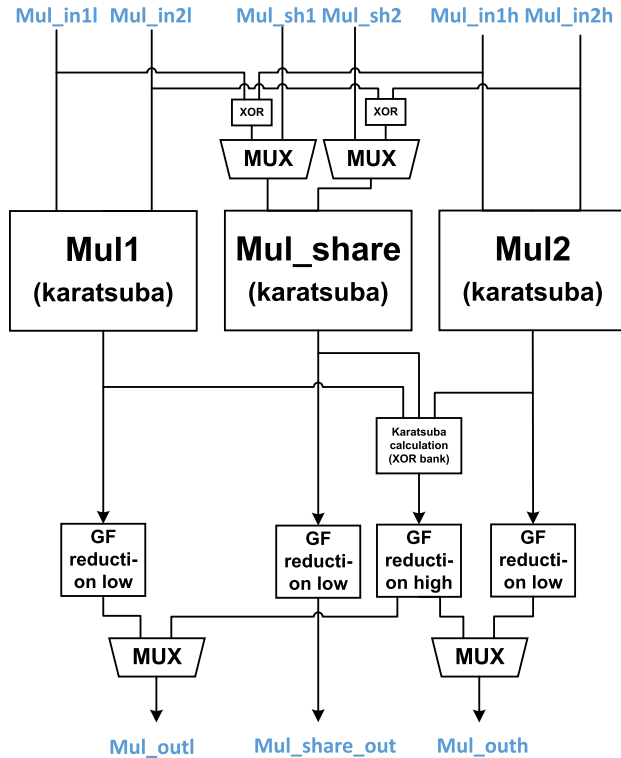 Mul_in1l Mul_in2l Mul_sh1 Mul_sh2 Mul_in1h Mul_in2h
XOR XOR
MUX MUX
Mul1 Mul_share Mul2
(karatsuba) (karatsuba) (karatsuba)
Karatsuba
calculation
(XOR bank)
GF
reducti-
on low
GF
reducti-
on low
GF
reducti-
on high
GF
reducti-
on low
MUX MUX
Mul_outl Mul_share_out Mul_outh